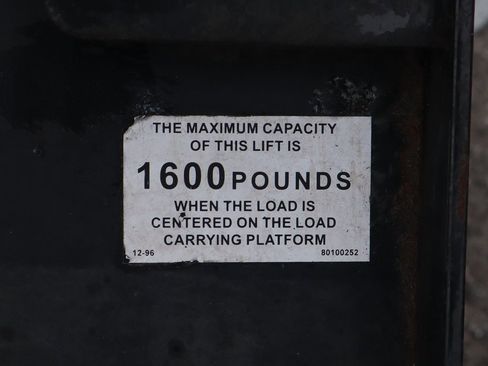 THE MAXIMUM CAPACITY
OF THIS LIFT IS
1600 POUNDS
WHEN THE LOAD IS
CENTERED ON THE LOAD
CARRYING PLATFORM
12-96 80100252